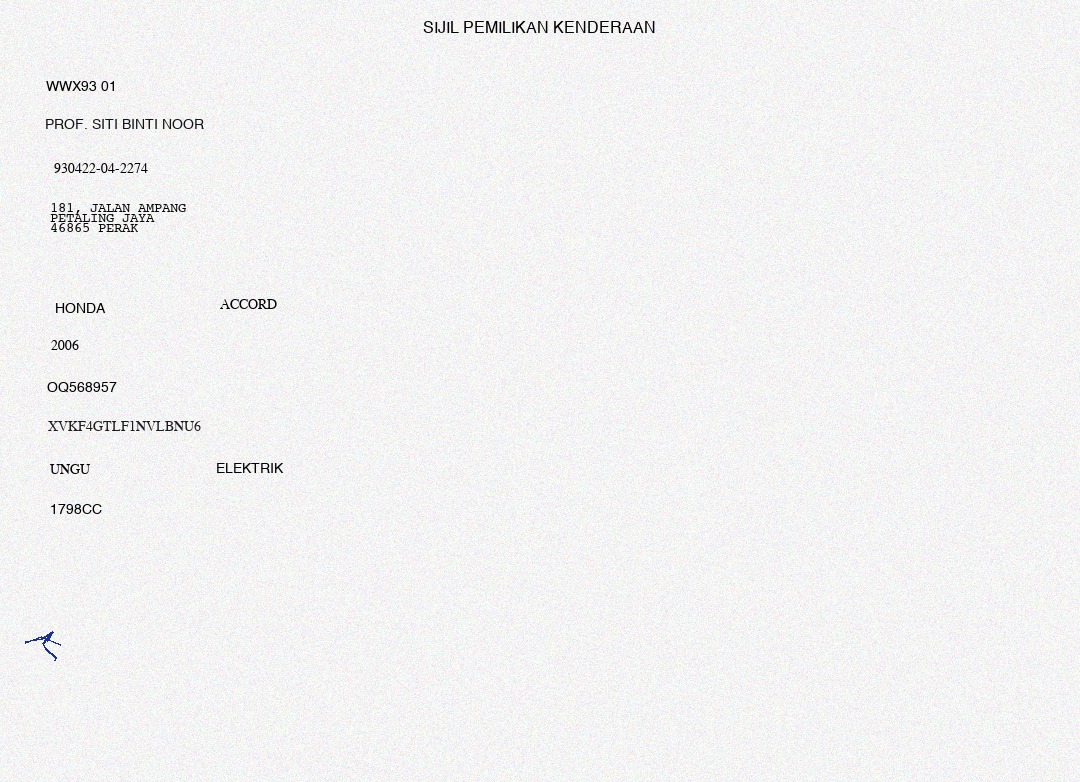 SIJIL PEMILIKAN KENDERAAN
WWX93 01
PROF. SITI BINTI NOOR
930422-04-2274
181, JALAN AMPANG
PETALING JAYA
46865 PERAK
HONDA ACCORD
2006
OQ568957
XVKF4GTLF1NVLBNU6
UNGU ELEKTRIK
1798CC